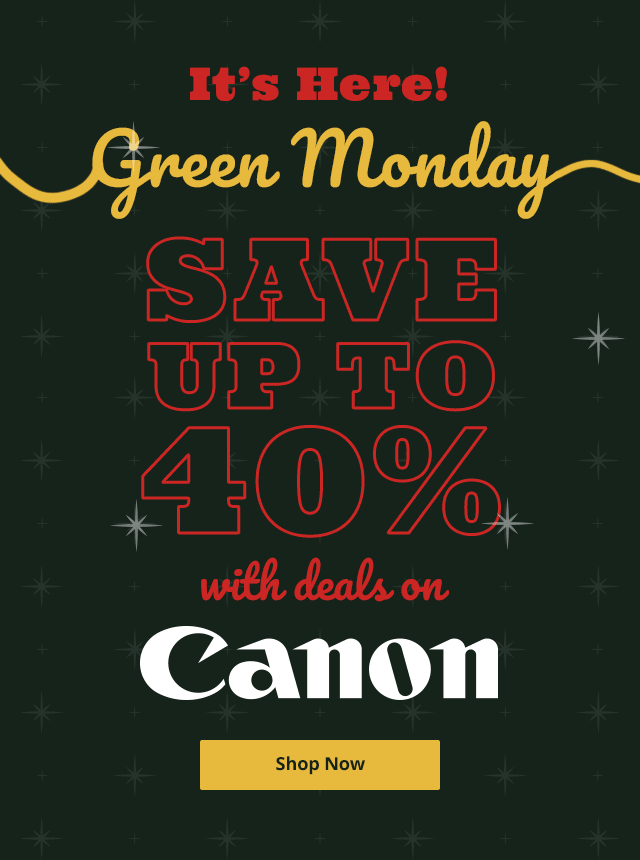 It's Here!
Green Monday
SAVE
UP TO
40%
with deals on
Canon
Shop Now